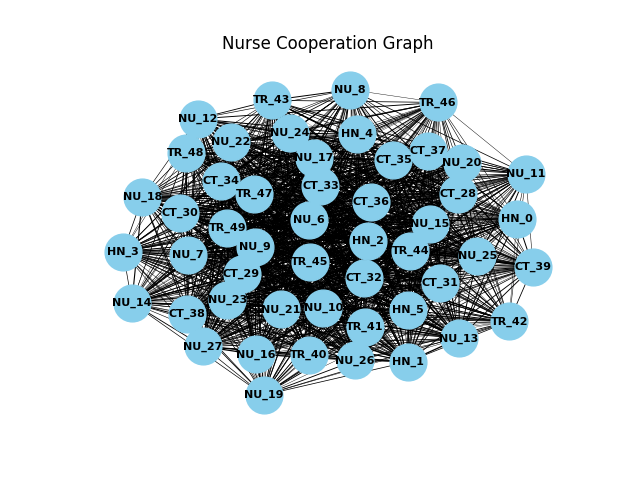 Nurse Cooperation Graph
NU_8
TR_43
TR_46
NU_12
NU_24
HN_4
NU_22
TR_48
CT_37
NU_17
CT_35
NU_20
NU_11
CT_34
CT_33
TR_47
CT_28
NU_18
CT_36
CT_30
NU_6
HN_0
NU_15
TR_49
HN_2
NU_9
TR_44
HN_3
NU_7
NU_25
TR_45
CT_39
CT_29
CT_32
CT_31
NU_23
NU_14
NU_21
NU_10
HN_5
CT_38
TR_42
TR_41
NU_13
NU_27
NU_16
TR_40
NU_26
HN_1
NU_19